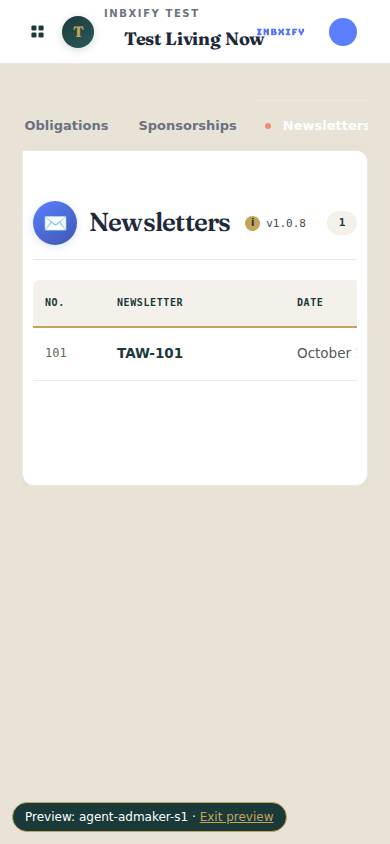 INBXIFY TEST
T
Test Living Now
INBXIFY
Obligations
Sponsorships
Newsletters
Newsletters
i
v1.0.8
1
NO.
NEWSLETTER
DATE
101
TAW-101
October
Preview: agent-admaker-s1 · Exit preview